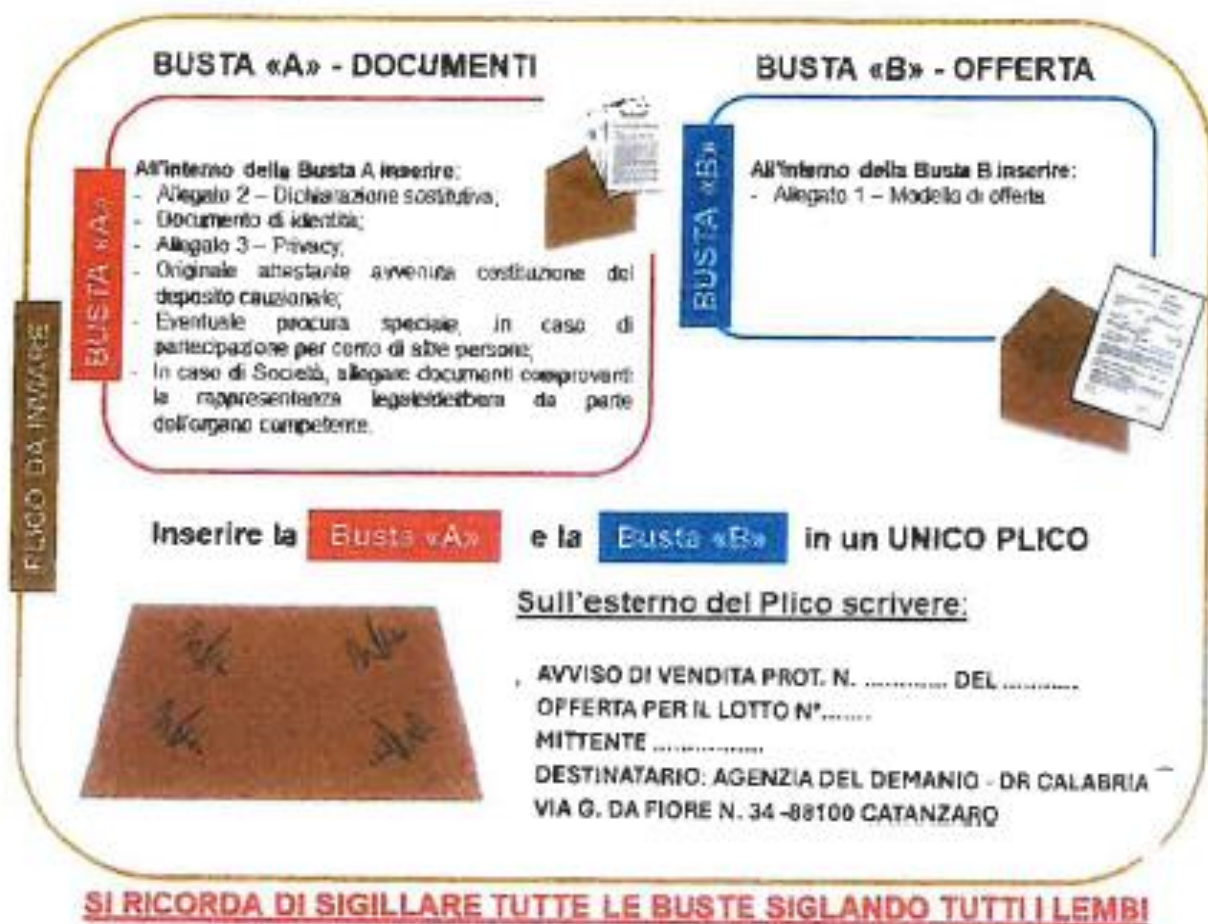 BUSTA «A» - DOCUMENTI
BUSTA «A»
All'interno della Busta A inserire:
- Allegato 2 – Dichiarazione sostitutiva;
- Documento di identità;
- Allegato 3 – Privacy;
- Originale attestante avvenuta costituzione del
deposito cauzionale;
- Eventuale procura speciale, in caso di
partecipazione per conto di altre persone;
- In caso di Società, allegare documenti comprovanti
la rappresentanza legale/delibera da parte
dell'organo competente.
BUSTA «B» - OFFERTA
BUSTA «B»
All'interno della Busta B inserire:
- Allegato 1 – Modello di offerta
PLICO DA INVIARE
Inserire la Busta «A» e la Busta «B» in un UNICO PLICO
Sull'esterno del Plico scrivere:
AVVISO DI VENDITA PROT. N. ............ DEL ...........
OFFERTA PER IL LOTTO N°.......
MITTENTE ................
DESTINATARIO: AGENZIA DEL DEMANIO - DR CALABRIA
VIA G. DA FIORE N. 34 -88100 CATANZARO
SI RICORDA DI SIGILLARE TUTTE LE BUSTE SIGLANDO TUTTI I LEMBI